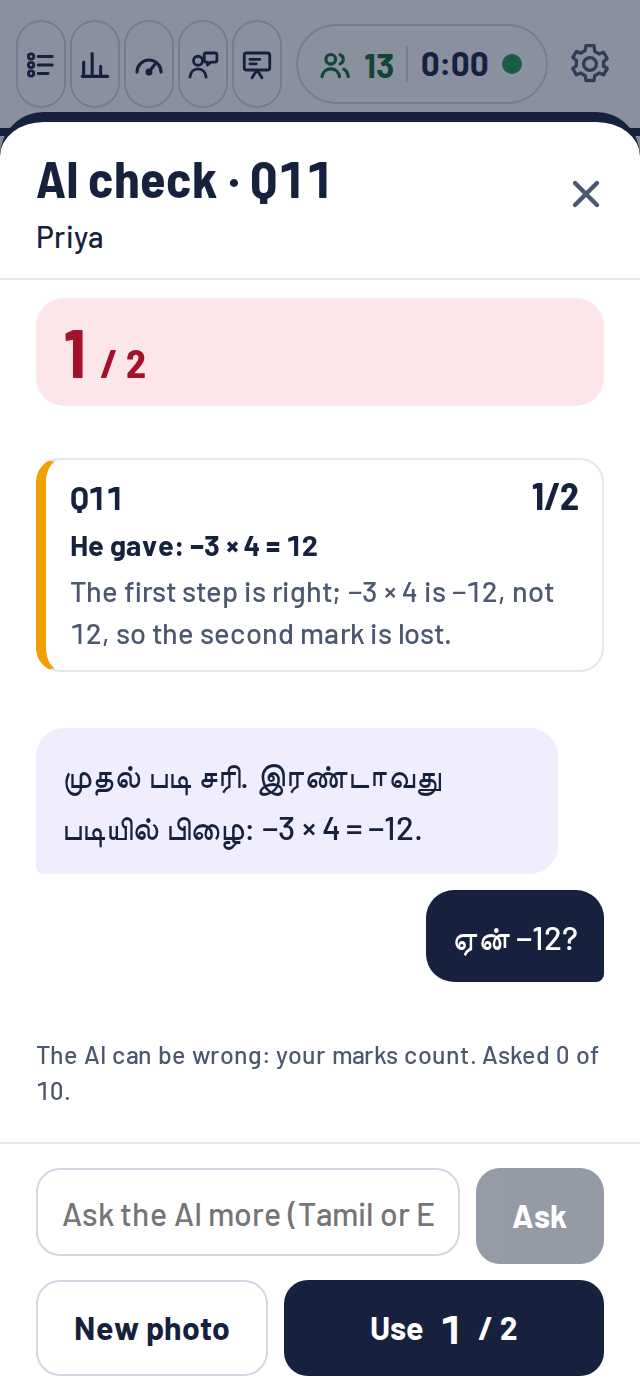 13 0:00
AI check · Q11
Priya
1 / 2
Q11 1/2
He gave: −3 × 4 = 12
The first step is right; −3 × 4 is −12, not
12, so the second mark is lost.
முதல் படி சரி. இரண்டாவது
படியில் பிழை: −3 × 4 = −12.
ஏன் −12?
The AI can be wrong: your marks count. Asked 0 of
10.
Ask the AI more (Tamil or E
Ask
New photo
Use 1 / 2